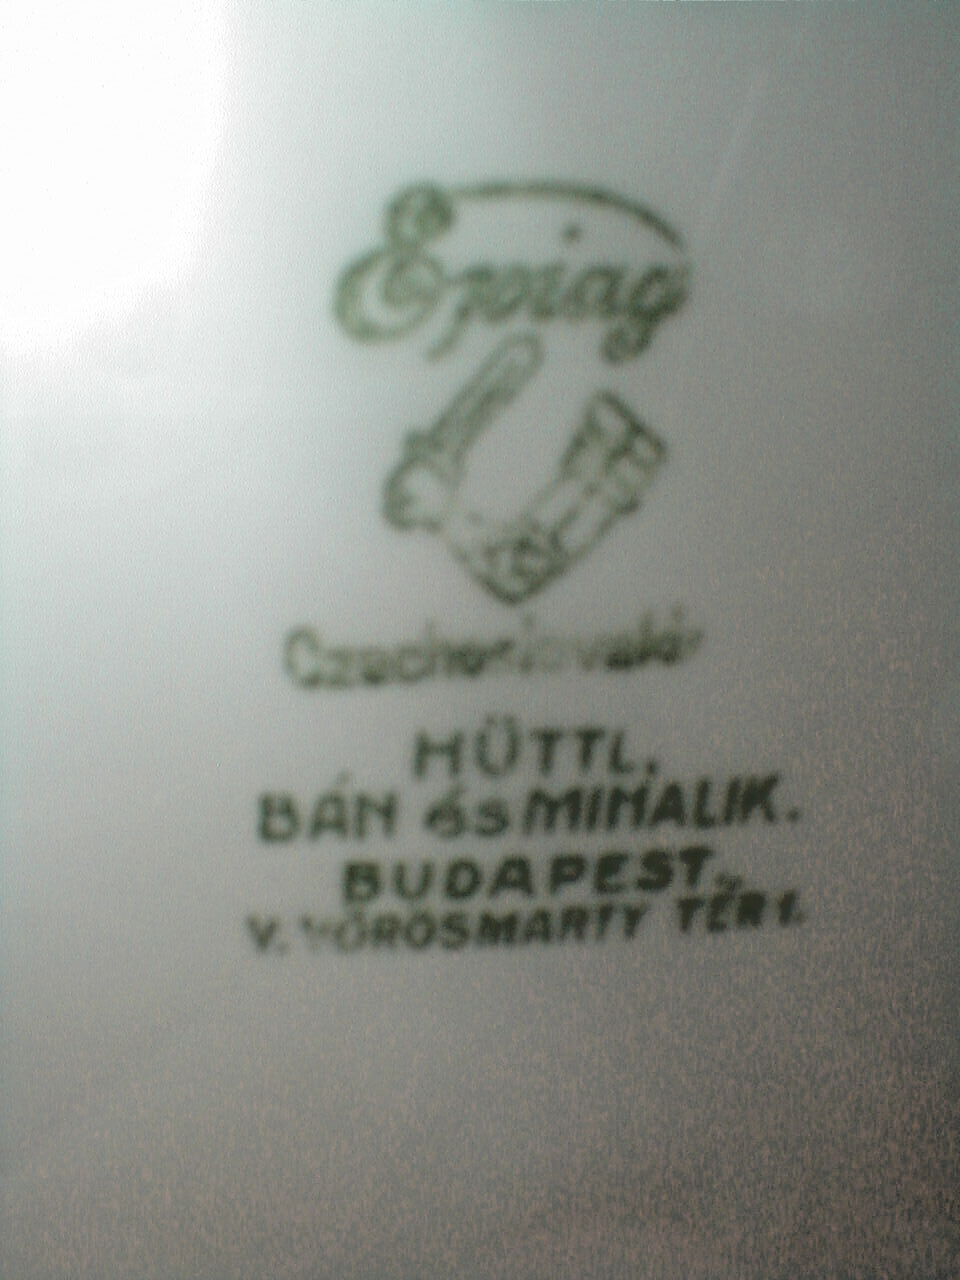 Epiag
Czechoslovakia
HÜTTL,
BÁN és MIHALIK.
BUDAPEST,
V. VÖRÖSMARTY TÉR 1.